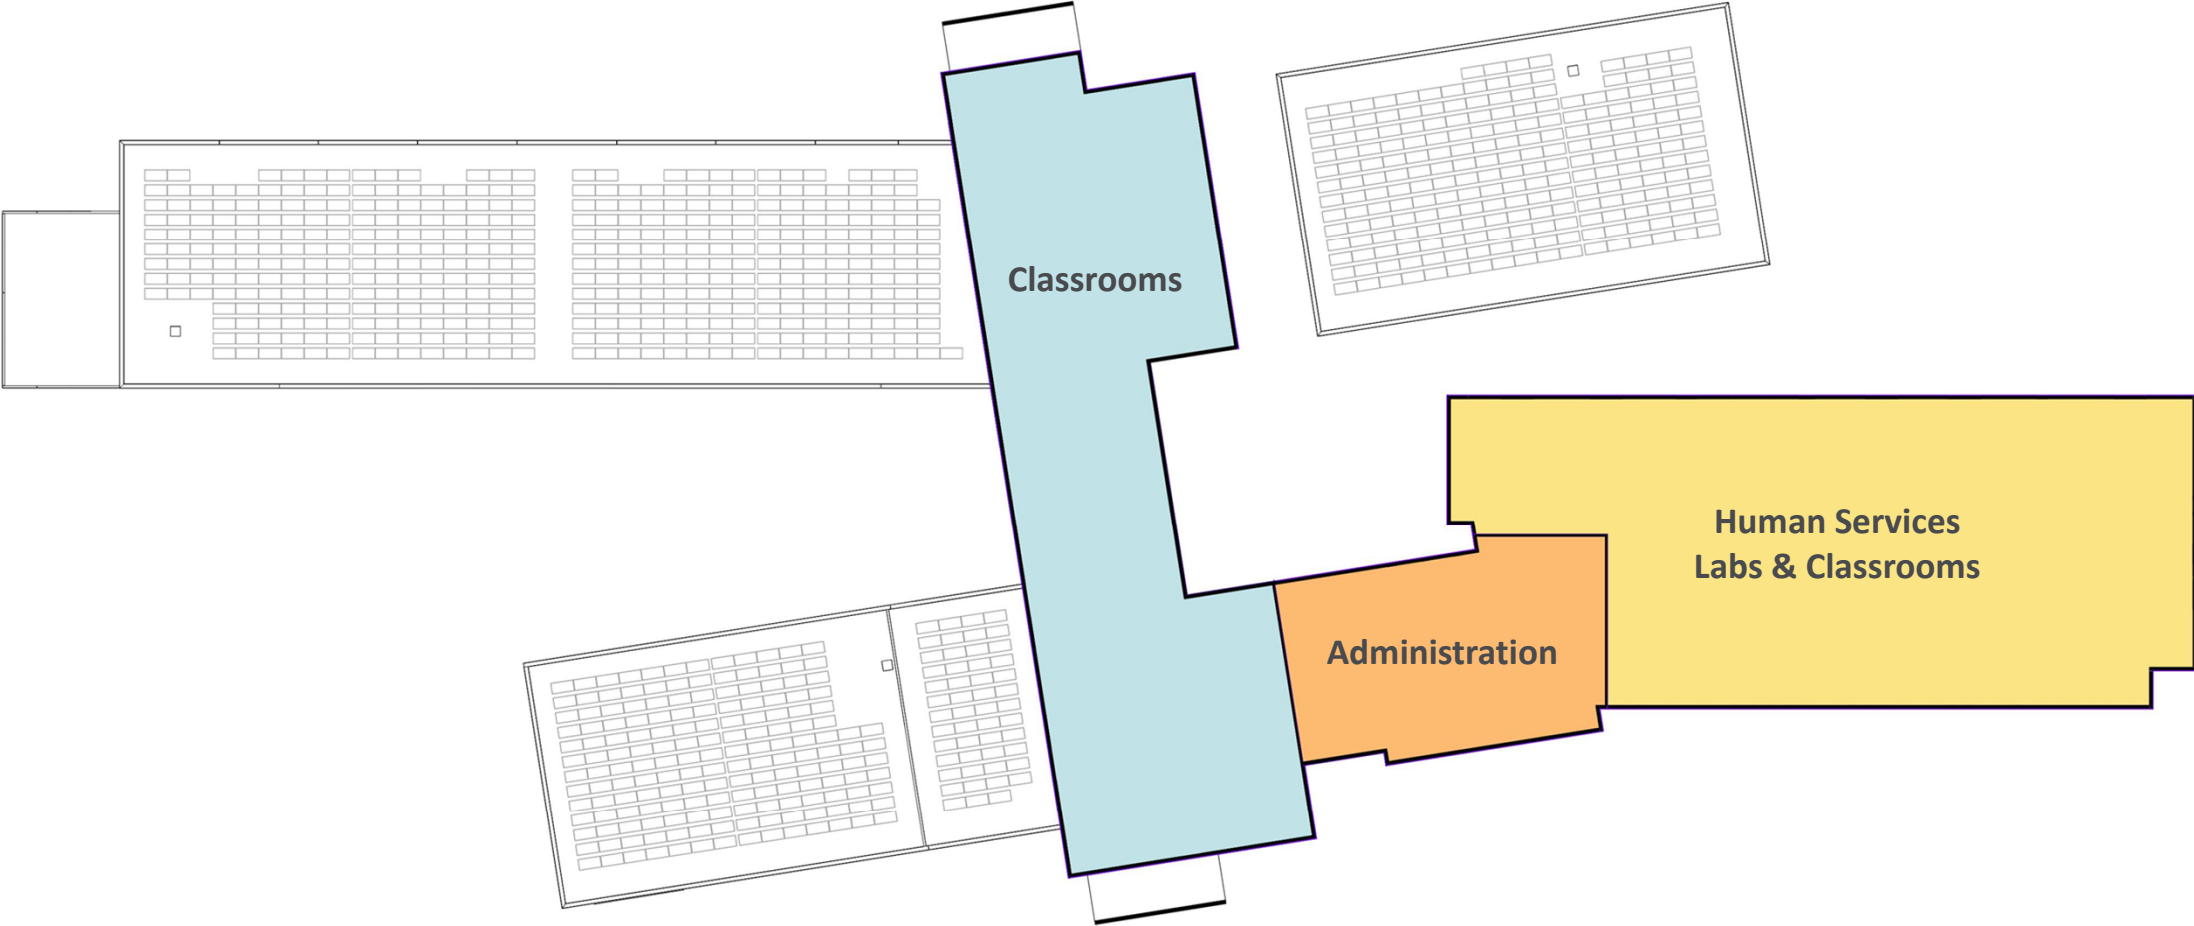 Classrooms
Human Services
Labs & Classrooms
Administration